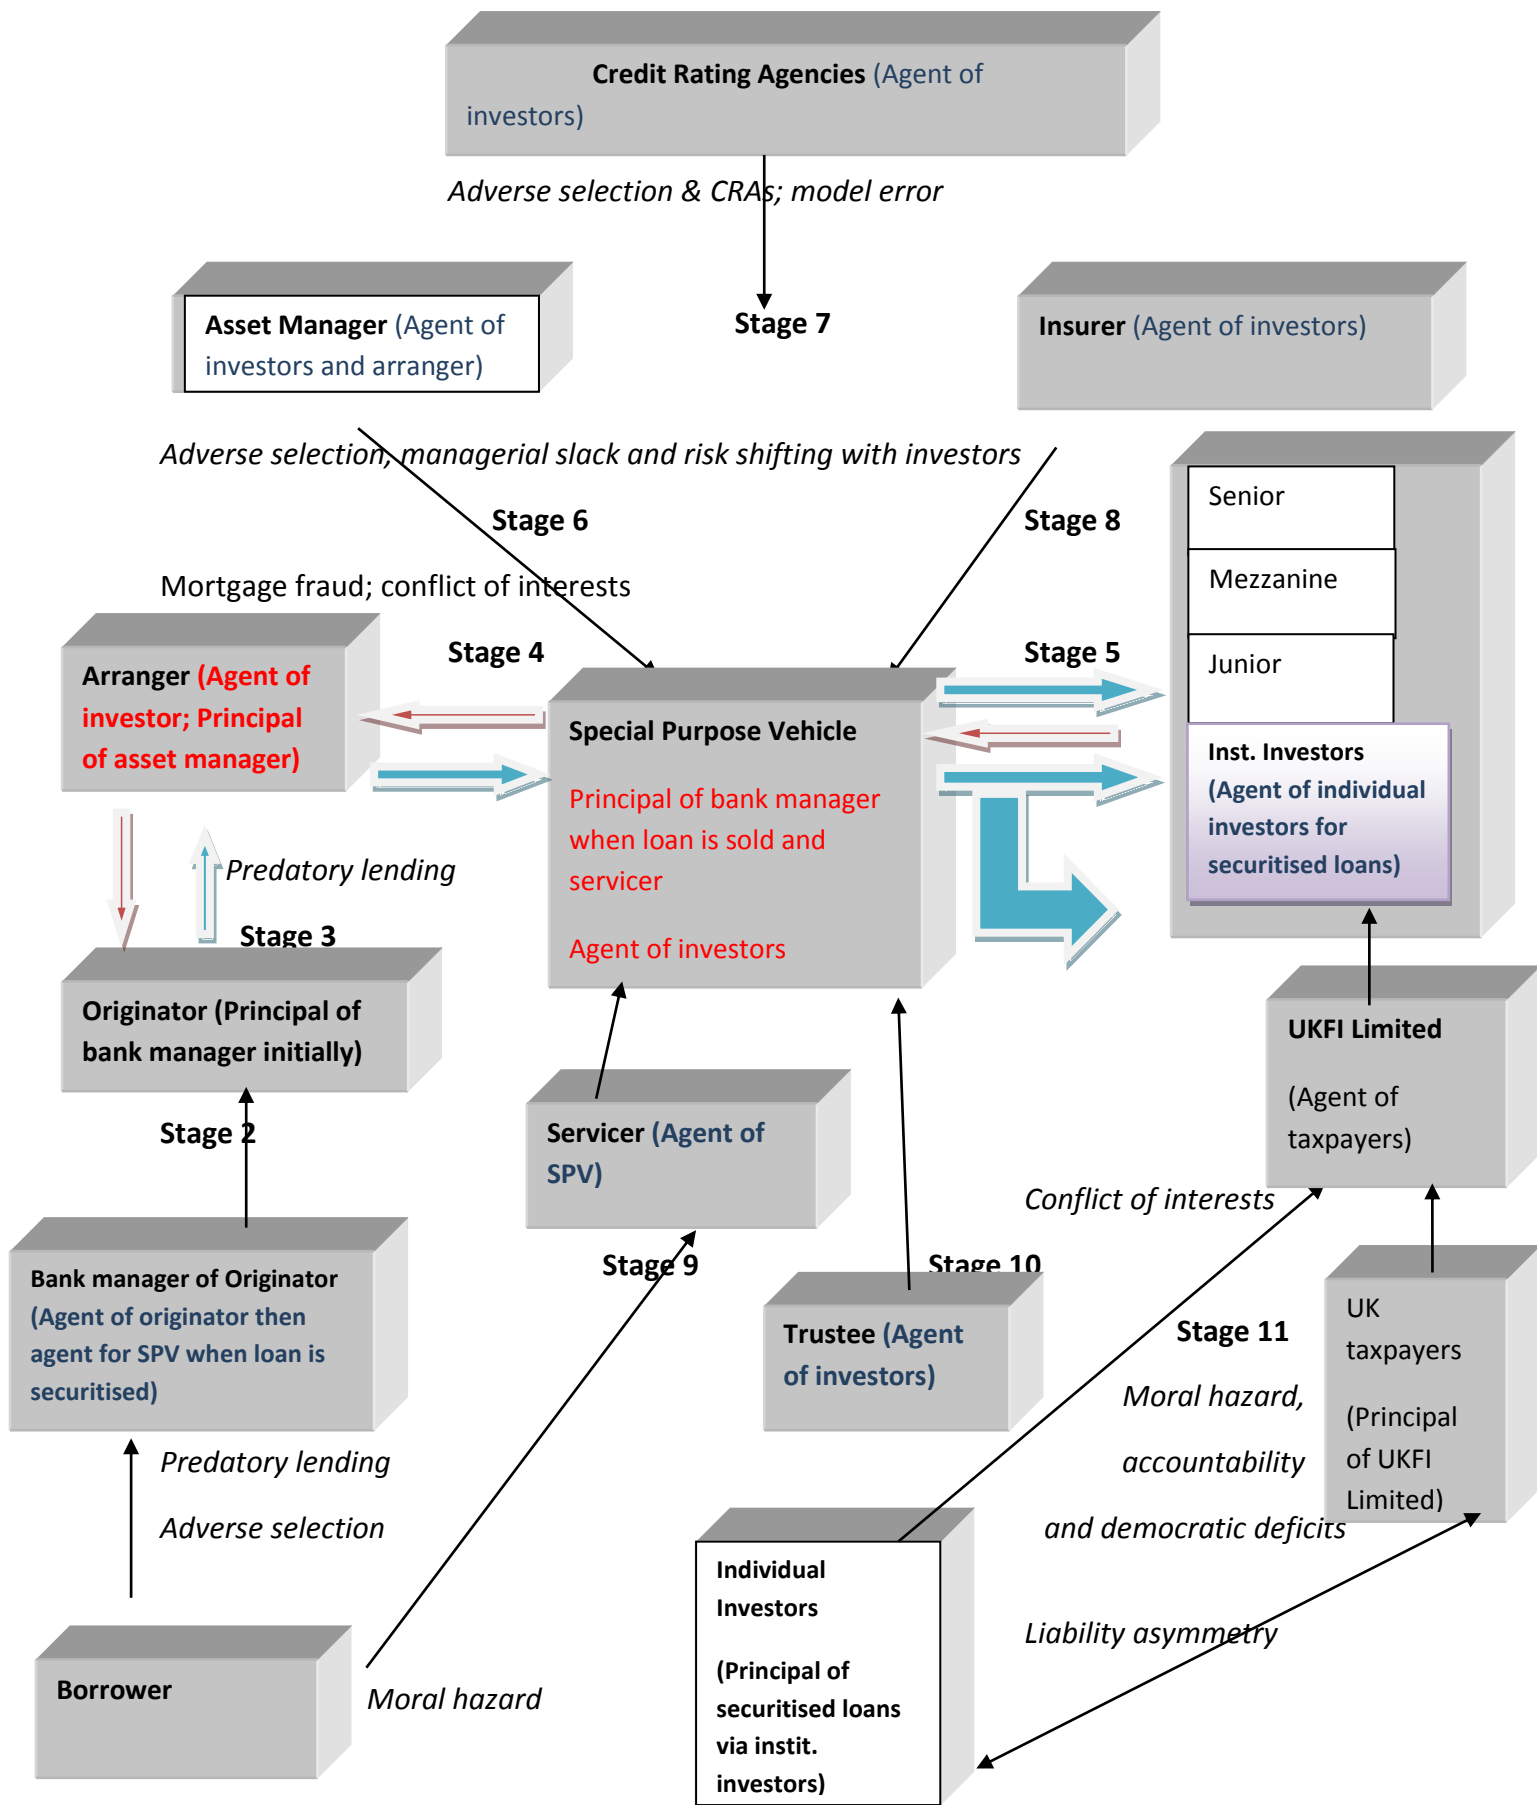 Credit Rating Agencies (Agent of
investors)
Adverse selection & CRAs; model error
Asset Manager (Agent of
investors and arranger)
Stage 7
Insurer (Agent of investors)
Adverse selection, managerial slack and risk shifting with investors
Stage 6
Stage 8
Senior
Mezzanine
Junior
Inst. Investors
(Agent of individual
investors for
securitised loans)
Mortgage fraud; conflict of interests
Stage 4
Stage 5
Arranger (Agent of
investor; Principal
of asset manager)
Special Purpose Vehicle
Principal of bank manager
when loan is sold and
servicer
Agent of investors
Predatory lending
Stage 3
Originator (Principal of
bank manager initially)
Stage 2
UKFI Limited
(Agent of
taxpayers)
Servicer (Agent of
SPV)
Conflict of interests
Stage 9
Stage 10
Bank manager of Originator
(Agent of originator then
agent for SPV when loan is
securitised)
Trustee (Agent
of investors)
Stage 11
UK
taxpayers
(Principal
of UKFI
Limited)
Moral hazard,
accountability
and democratic deficits
Predatory lending
Adverse selection
Individual
Investors
(Principal of
securitised loans
via instit.
investors)
Liability asymmetry
Borrower
Moral hazard